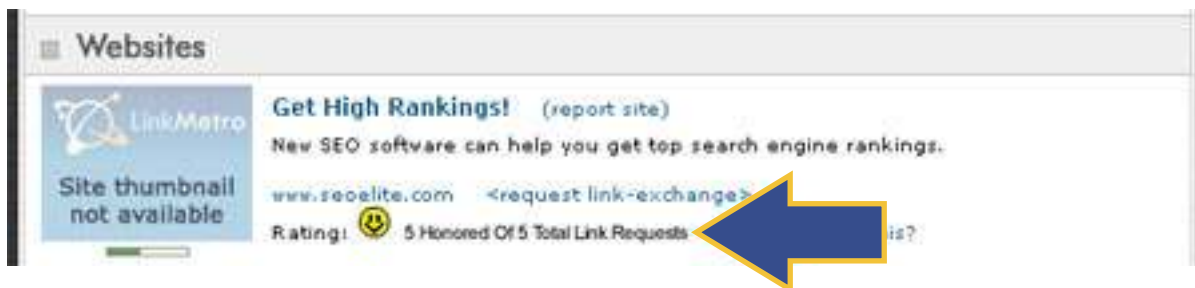 Websites
LinkMetro
Site thumbnail
not available
Get High Rankings! (report site)
New SEO software can help you get top search engine rankings.
www.seoelite.com <request link-exchange>
Rating: 5 Honored Of 5 Total Link Requests is?